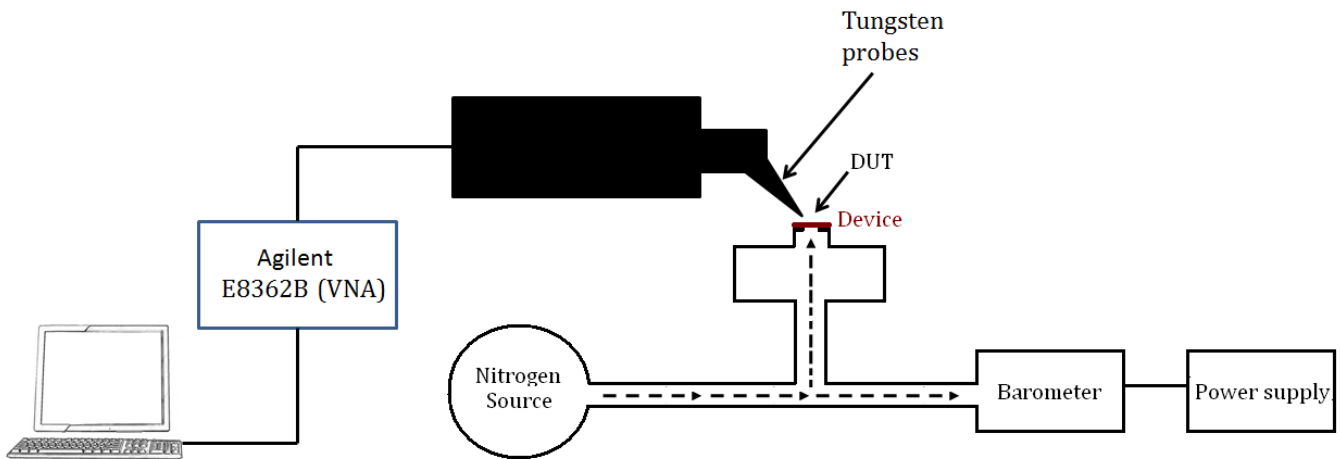 Tungsten
probes
DUT
Device
Agilent
E8362B (VNA)
Nitrogen
Source
Barometer
Power supply